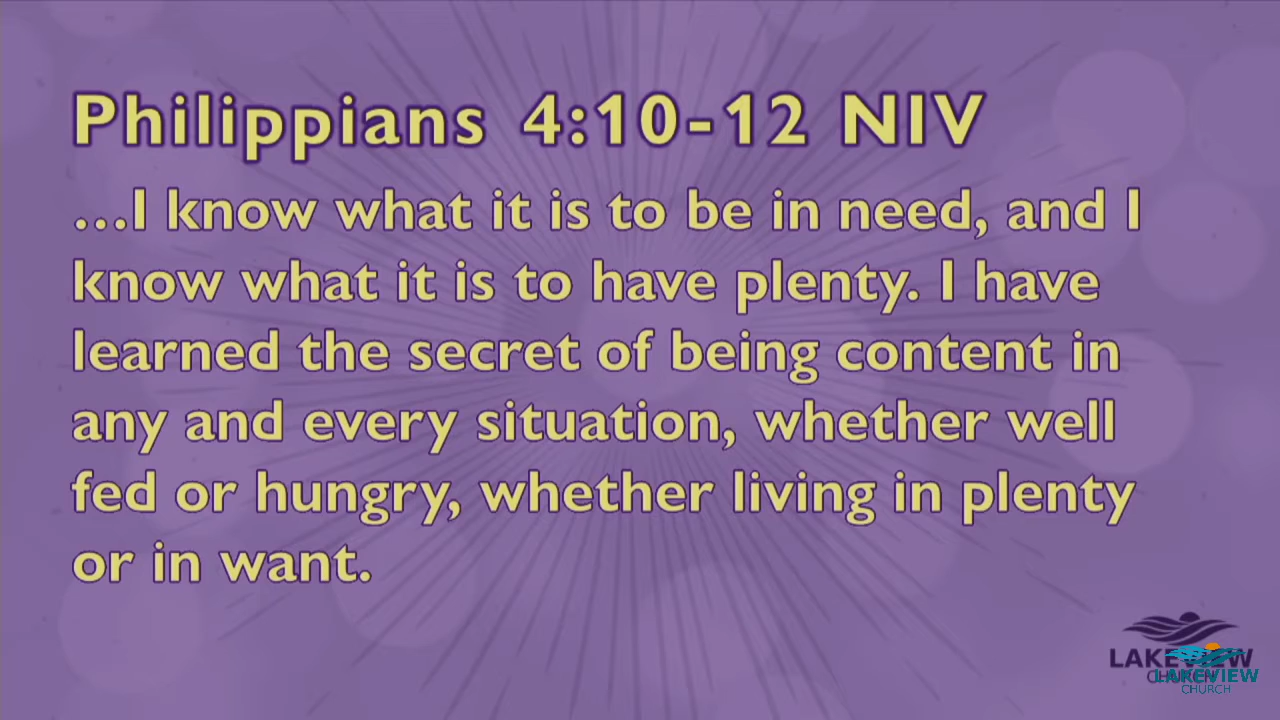 Philippians 4:10-12 NIV
...I know what it is to be in need, and I
know what it is to have plenty. I have
learned the secret of being content in
any and every situation, whether well
fed or hungry, whether living in plenty
or in want.
LAKEVIEW
CHURCH
LAKEVIEW
CHURCH